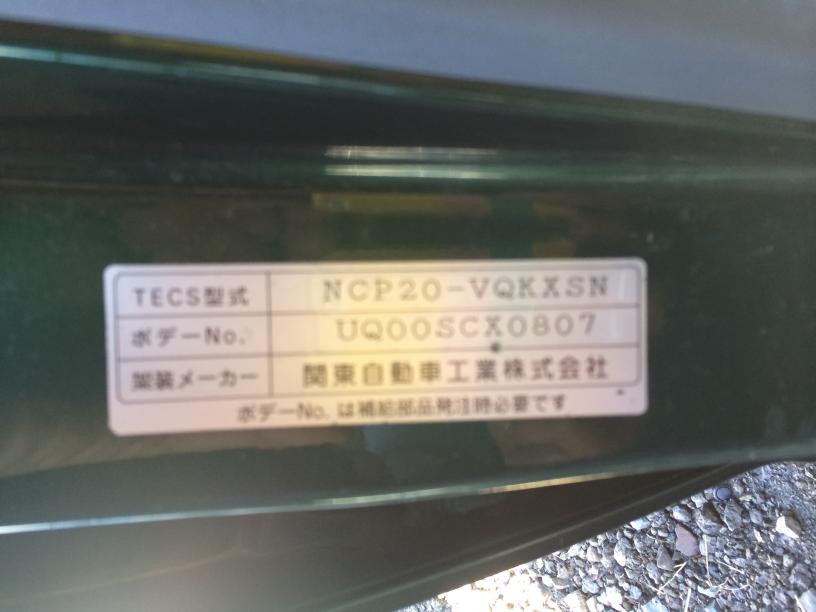 TECS型式 NCP20-VQKXSN
ボデーNo. UQ00SCX0807
架装メーカー 関東自動車工業株式会社
ボデーNo.は補給部品発注時必要です